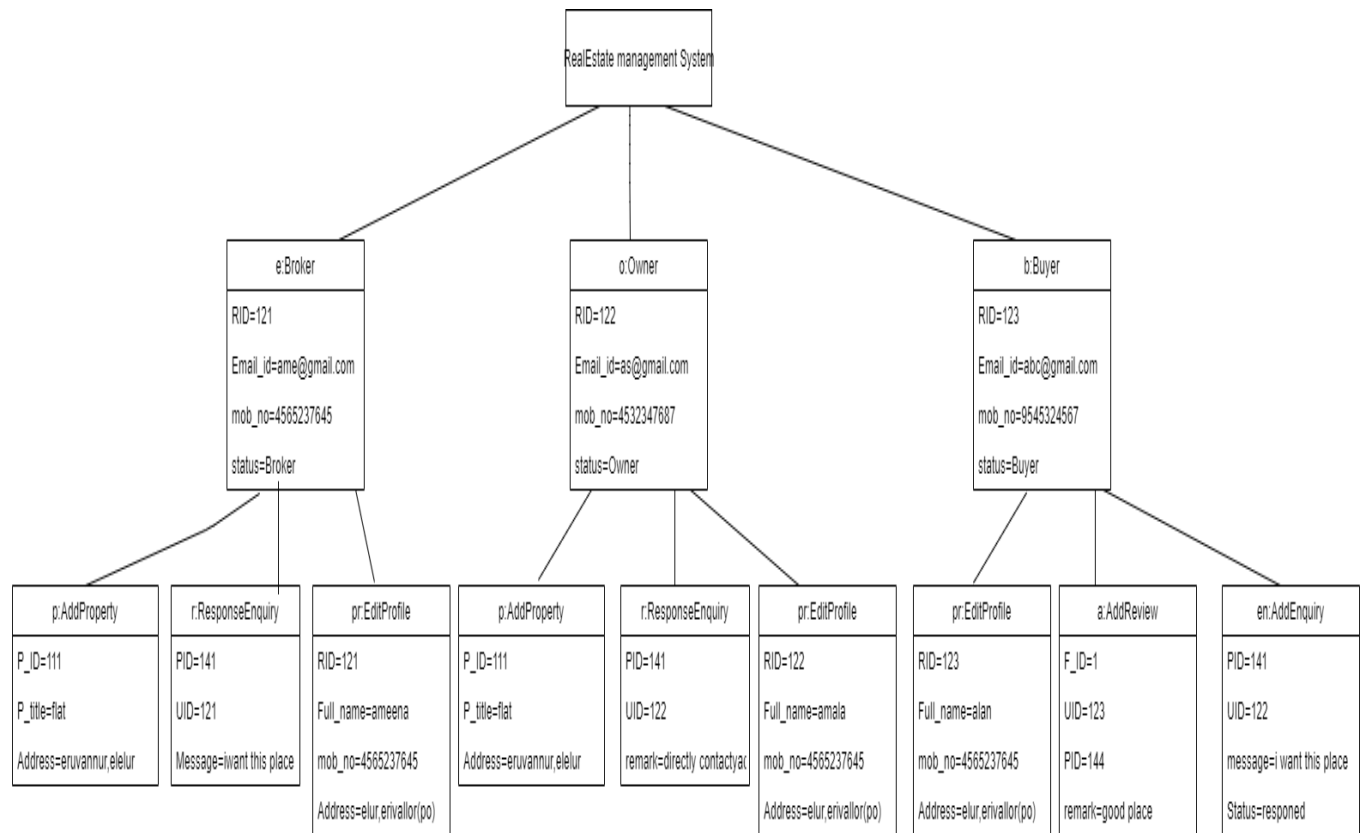 RealEstate management System
e:Broker
RID=121
Email_id=ame@gmail.com
mob_no=4565237645
status=Broker
o:Owner
RID=122
Email_id=as@gmail.com
mob_no=4532347687
status=Owner
b:Buyer
RID=123
Email_id=abc@gmail.com
mob_no=9545324567
status=Buyer
p:AddProperty
P_ID=111
P_title=flat
Address=eruvannur,elelur
r:ResponseEnquiry
PID=141
UID=121
Message=iwant this place
pr:EditProfile
RID=121
Full_name=ameena
mob_no=4565237645
Address=elur,erivallor(po)
p:AddProperty
P_ID=111
P_title=flat
Address=eruvannur,elelur
r:ResponseEnquiry
PID=141
UID=122
remark=directly
pr:EditProfile
RID=122
Full_name=amala
mob_no=4565237645
Address=elur,erivallor(po)
pr:EditProfile
RID=123
Full_name=alan
mob_no=4565237645
Address=elur,erivallor(po)
a:AddReview
F_ID=1
UID=123
PID=144
remark=good place
en:AddEnquiry
PID=141
UID=122
message=i want this place
Status=responed